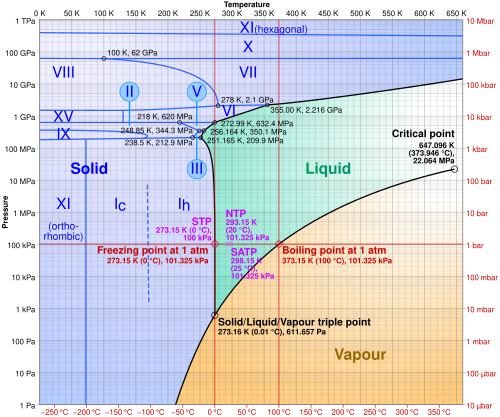 Temperature
0 K 50 K 100 K 150 K 200 K 250 K 300 K 350 K 400 K 450 K 500 K 550 K 600 K 650 K
1 TPa
10 Mbar
XI (hexagonal)
X
100 GPa
1 Mbar
100 K, 62 GPa
VIII
VII
10 GPa
100 kbar
II
V
278 K, 2.1 GPa
VI
355.00 K, 2.216 GPa
1 GPa
10 kbar
XV
218 K, 620 MPa
272.99 K, 632.4 MPa
IX
248.85 K, 344.3 MPa
256.164 K, 350.1 MPa
238.5 K, 212.9 MPa
251.165 K, 209.9 MPa
100 MPa
1 kbar
Critical point
647.096 K
(373.946 °C),
22.064 MPa
III
Solid
Liquid
10 MPa
100 bar
Pressure
XI
(ortho-
rhombic)
Ic
Ih
1 MPa
10 bar
STP
273.15 K (0 °C),
100 kPa
NTP
293.15 K
(20 °C),
101.325 kPa
100 kPa
1 bar
Freezing point at 1 atm
273.15 K (0 °C), 101.325 kPa
SATP
298.15 K
(25 °C),
101.325 kPa
Boiling point at 1 atm
373.15 K (100 °C), 101.325 kPa
10 kPa
100 mbar
1 kPa
10 mbar
Solid/Liquid/Vapour triple point
273.16 K (0.01 °C), 611.657 Pa
100 Pa
1 mbar
Vapour
10 Pa
100 µbar
1 Pa
10 µbar
−250 °C −200 °C −150 °C −100 °C −50 °C 0 °C 50 °C 100 °C 150 °C 200 °C 250 °C 300 °C 350 °C